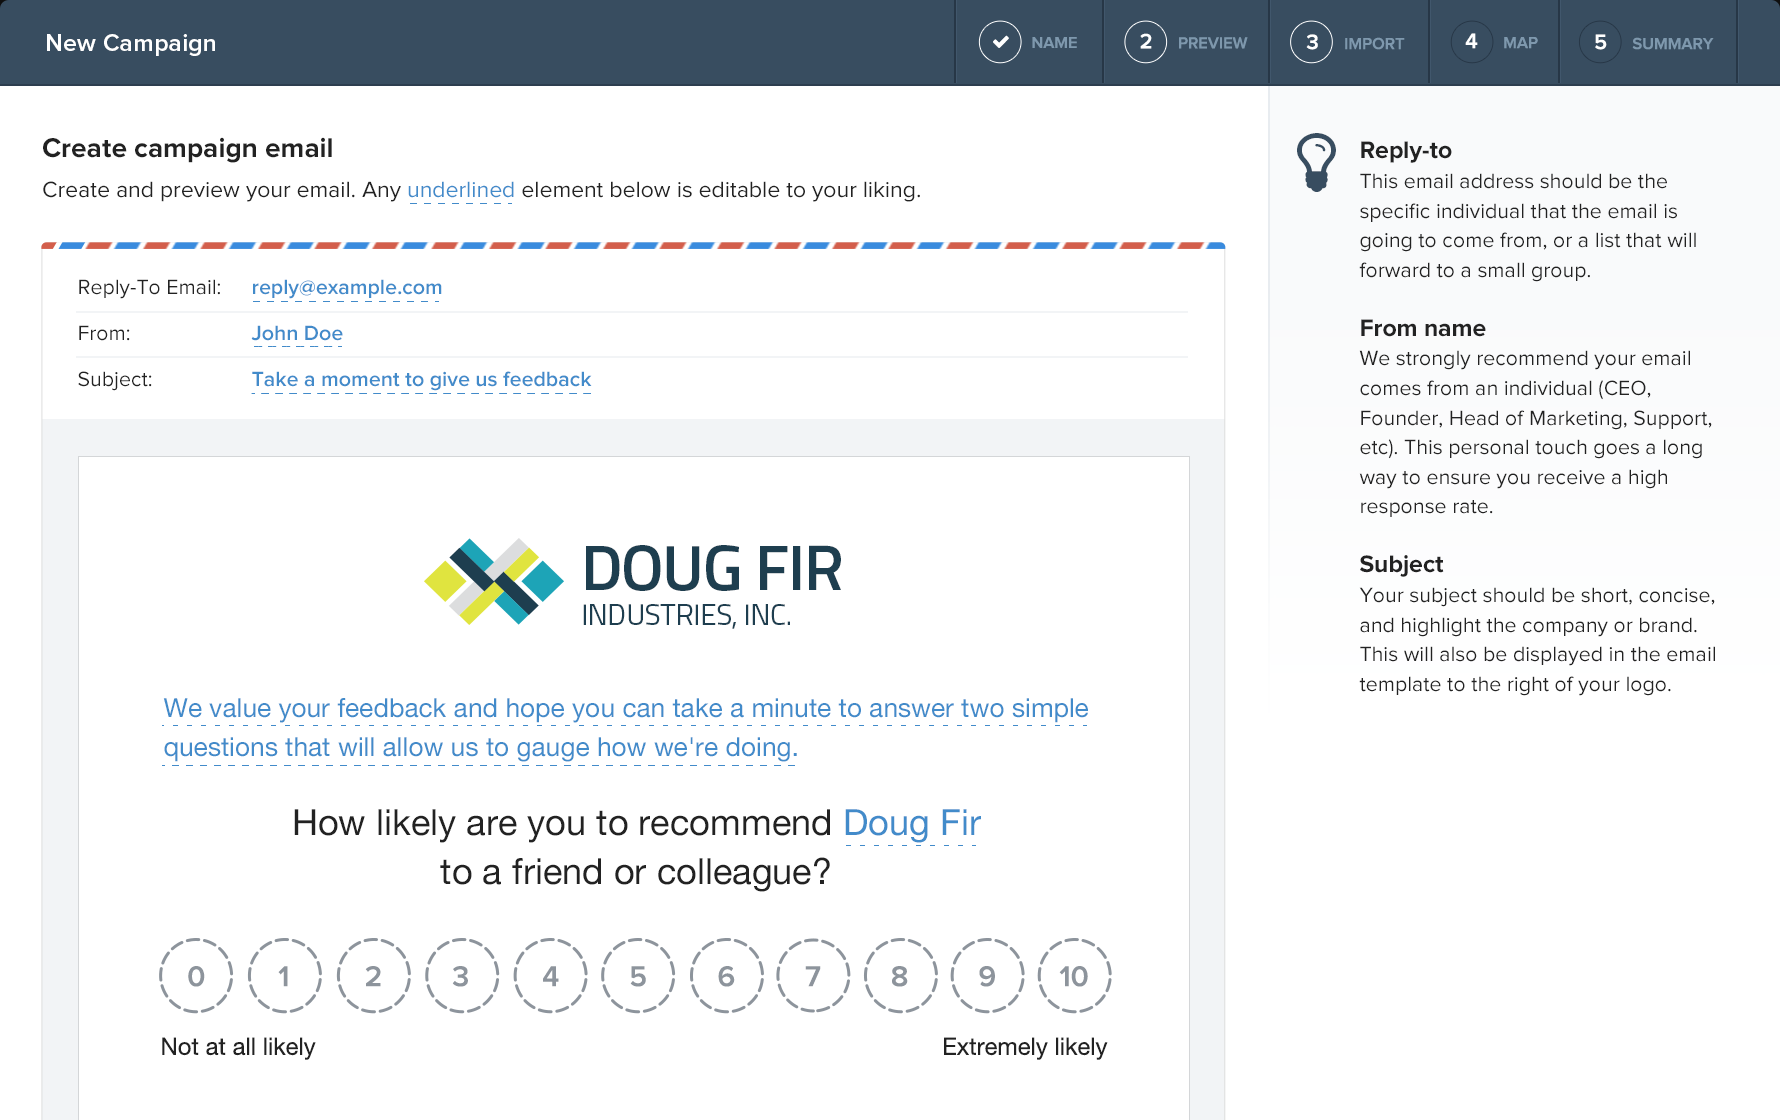 New Campaign
NAME
2 PREVIEW
3 IMPORT
4 MAP
5 SUMMARY
Create campaign email
Create and preview your email. Any underlined element below is editable to your liking.
Reply-To Email: reply@example.com
From: John Doe
Subject: Take a moment to give us feedback
DOUG FIR
INDUSTRIES, INC.
We value your feedback and hope you can take a minute to answer two simple
questions that will allow us to gauge how we're doing.
How likely are you to recommend Doug Fir
to a friend or colleague?
0 1 2 3 4 5 6 7 8 9 10
Not at all likely
Extremely likely
Reply-to
This email address should be the
specific individual that the email is
going to come from, or a list that will
forward to a small group.
From name
We strongly recommend your email
comes from an individual (CEO,
Founder, Head of Marketing, Support,
etc). This personal touch goes a long
way to ensure you receive a high
response rate.
Subject
Your subject should be short, concise,
and highlight the company or brand.
This will also be displayed in the email
template to the right of your logo.